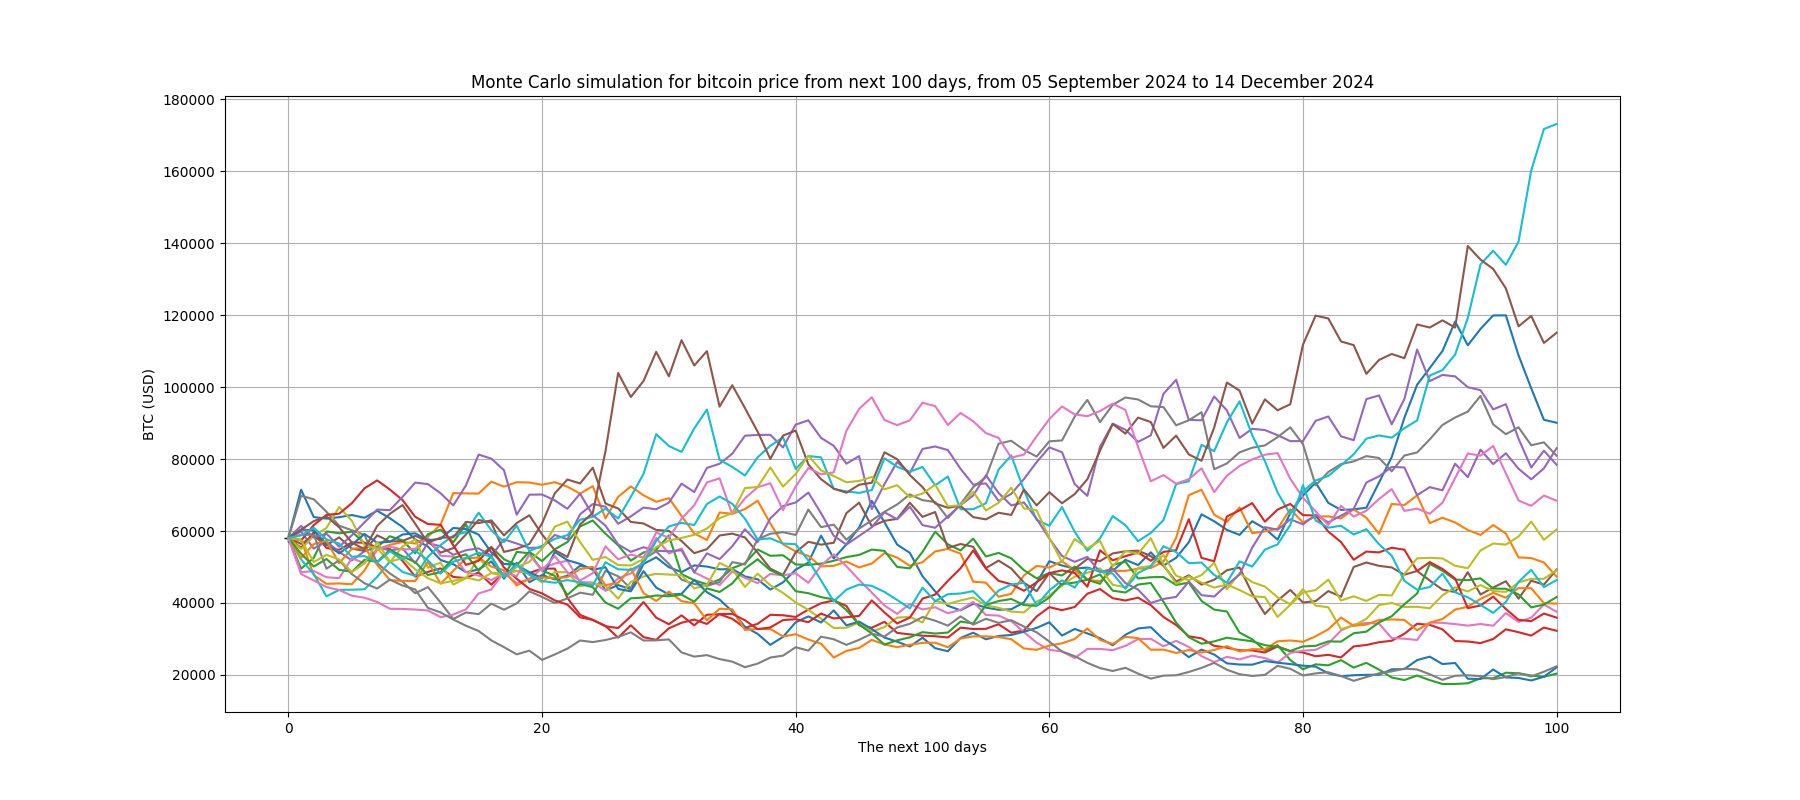 Monte Carlo simulation for bitcoin price from next 100 days, from 05 September 2024 to 14 December 2024
180000
160000
140000
120000
100000
80000
60000
40000
20000
BTC (USD)
0 20 40 60 80 100
The next 100 days